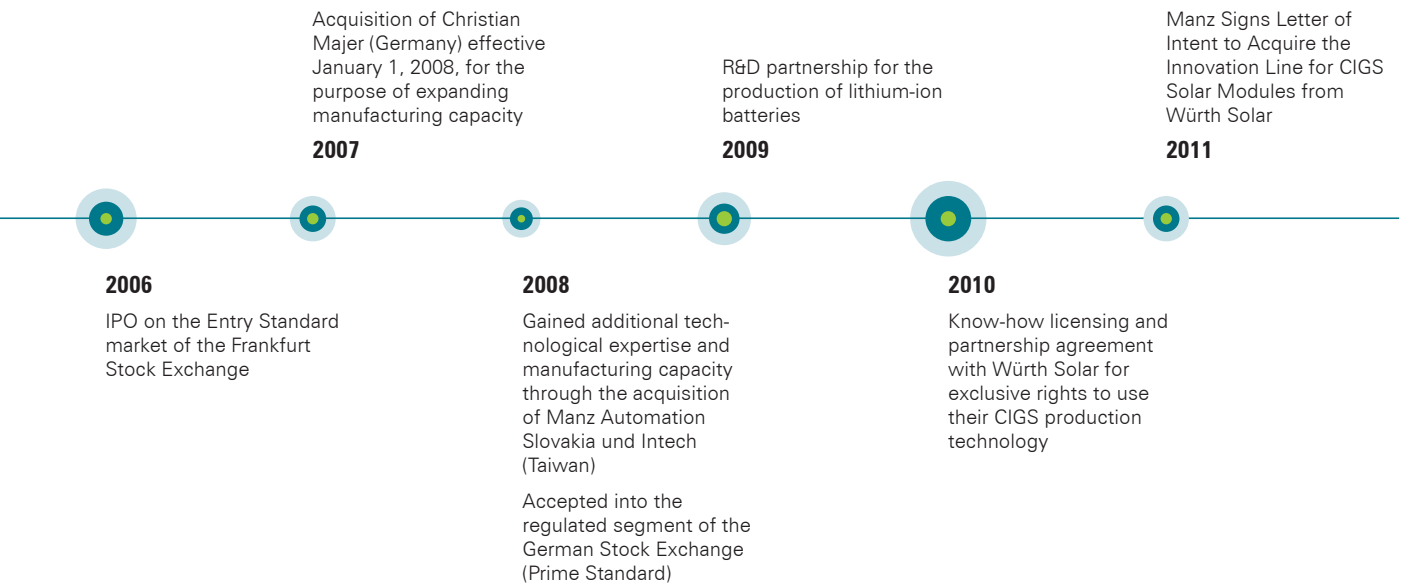 Acquisition of Christian
Majer (Germany) effective
January 1, 2008, for the
purpose of expanding
manufacturing capacity
2007
R&D partnership for the
production of lithium-ion
batteries
2009
Manz Signs Letter of
Intent to Acquire the
Innovation Line for CIGS
Solar Modules from
Würth Solar
2011
2006
IPO on the Entry Standard
market of the Frankfurt
Stock Exchange
2008
Gained additional tech-
nological expertise and
manufacturing capacity
through the acquisition
of Manz Automation
Slovakia und Intech
(Taiwan)
Accepted into the
regulated segment of the
German Stock Exchange
(Prime Standard)
2010
Know-how licensing and
partnership agreement
with Würth Solar for
exclusive rights to use
their CIGS production
technology